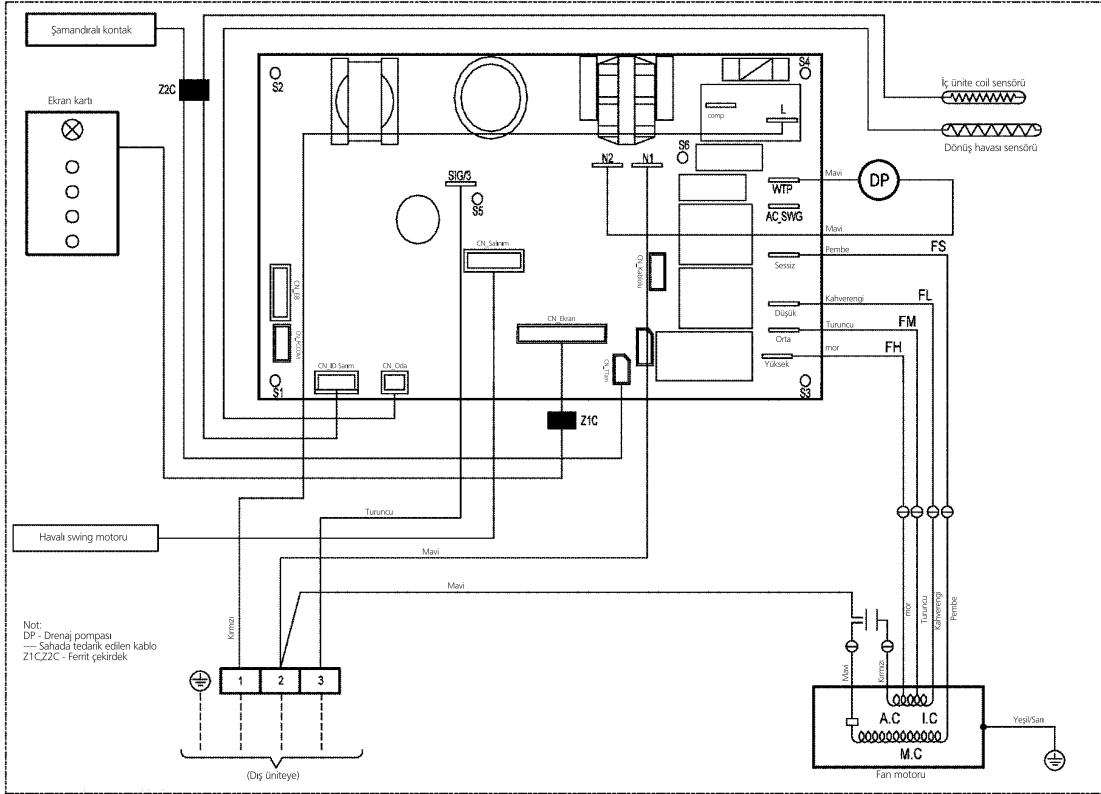 Şamandıralı kontak
Z2C
Ekran kartı
S2
S4
comp
L
S6
N2
N1
SIG/3
S5
WTP
AC_SWG
CN_Salınım
CN_Kablolu
CN_EB
CN_Ekran
CN_ID Sarım
CN_Oda
S1
S3
Z1C
Sessiz
Düşük
Orta
Yüksek
İç ünite coil sensörü
Dönüş havası sensörü
Mavi
DP
Mavi
Pembe
FS
Kahverengi
FL
Turuncu
FM
mor
FH
Havalı swing motoru
Turuncu
Mavi
Mavi
Kırmızı
Not:
DP - Drenaj pompası
---- Sahada tedarik edilen kablo
Z1C,Z2C - Ferrit çekirdek
1
2
3
(Dış üniteye)
mor
Turuncu
Kahverengi
Pembe
Mavi
Kırmızı
A.C
I.C
M.C
Fan motoru
Yeşil/Sarı